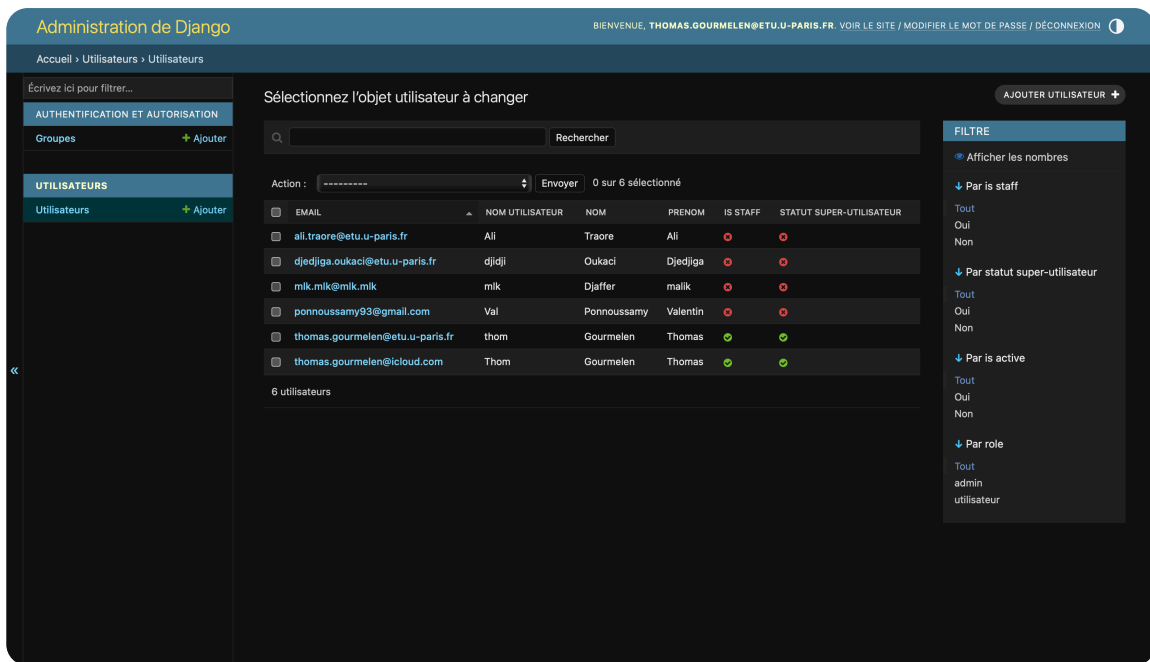 Administration de Django
BIENVENUE, THOMAS.GOURMELEN@ETU.U-PARIS.FR. VOIR LE SITE / MODIFIER LE MOT DE PASSE / DÉCONNEXION
Accueil › Utilisateurs › Utilisateurs
Écrivez ici pour filtrer...
AUTHENTIFICATION ET AUTORISATION
Groupes + Ajouter
UTILISATEURS
Utilisateurs + Ajouter
«
Sélectionnez l'objet utilisateur à changer
AJOUTER UTILISATEUR +
Rechercher
Action : --------- Envoyer 0 sur 6 sélectionné
EMAIL NOM UTILISATEUR NOM PRENOM IS STAFF STATUT SUPER-UTILISATEUR
ali.traore@etu.u-paris.fr Ali Traore Ali
djedjiga.oukaci@etu.u-paris.fr djidji Oukaci Djedjiga
mlk.mlk@mlk.mlk mlk Djaffer malik
ponnoussamy93@gmail.com Val Ponnoussamy Valentin
thomas.gourmelen@etu.u-paris.fr thom Gourmelen Thomas
thomas.gourmelen@icloud.com Thom Gourmelen Thomas
6 utilisateurs
FILTRE
Afficher les nombres
↓ Par is staff
Tout
Oui
Non
↓ Par statut super-utilisateur
Tout
Oui
Non
↓ Par is active
Tout
Oui
Non
↓ Par role
Tout
admin
utilisateur